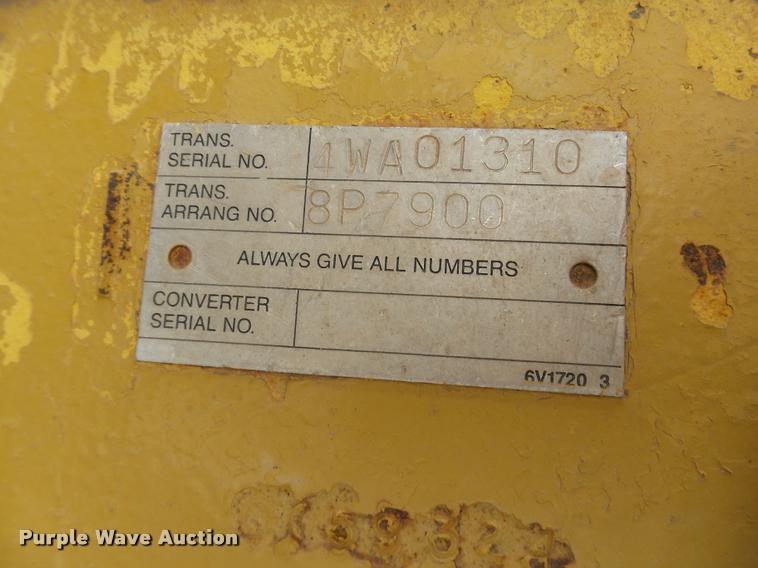 TRANS.
SERIAL NO. 4WA01310
TRANS.
ARRANG NO. 8P7900
ALWAYS GIVE ALL NUMBERS
CONVERTER
SERIAL NO.
6V1720 3
Purple Wave Auction